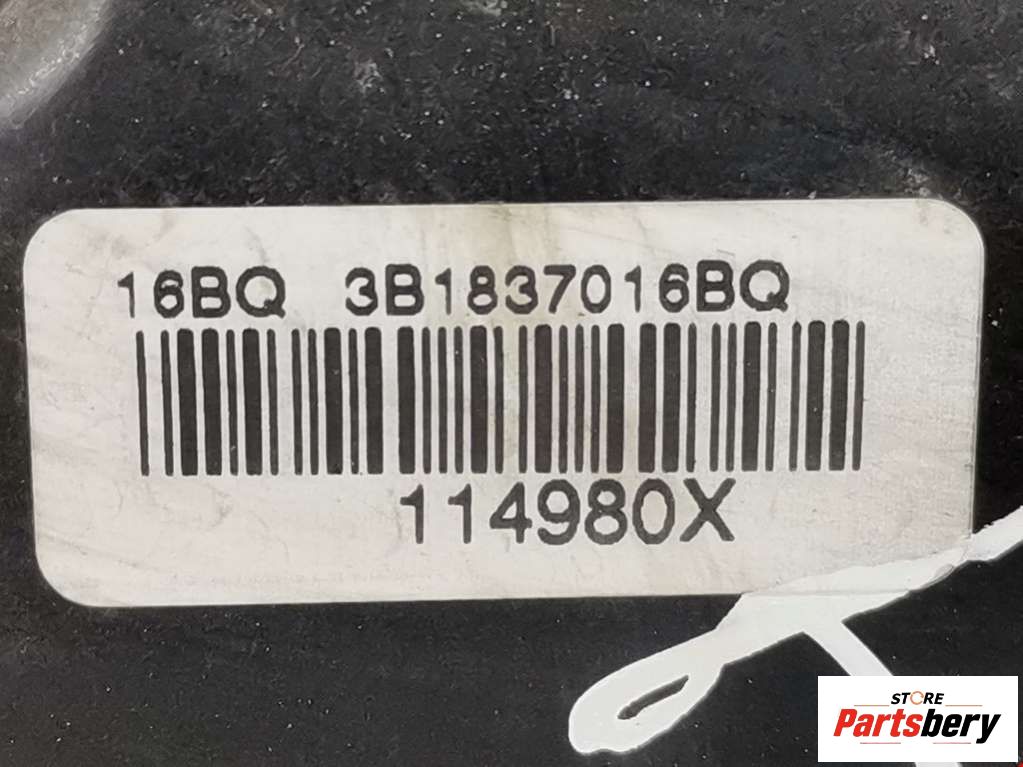 16BQ 3B1837016BQ
114980X
STORE
Partsbery